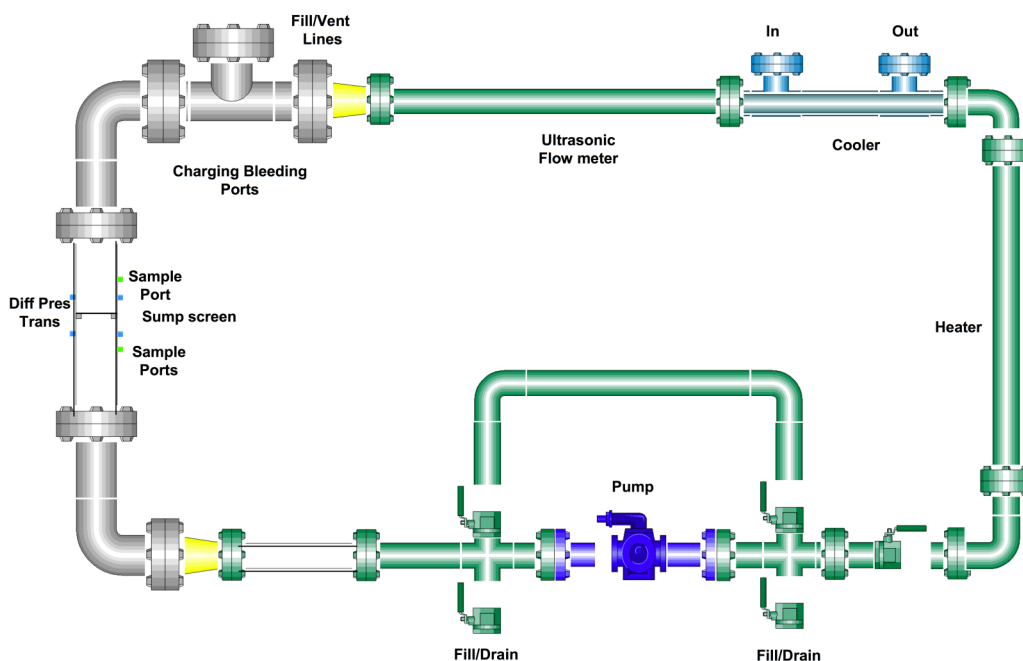 Fill/Vent
Lines
In
Out
Ultrasonic
Flow meter
Cooler
Charging Bleeding
Ports
Sample
Port
Diff Pres
Trans
Sump screen
Heater
Sample
Ports
Pump
Fill/Drain
Fill/Drain